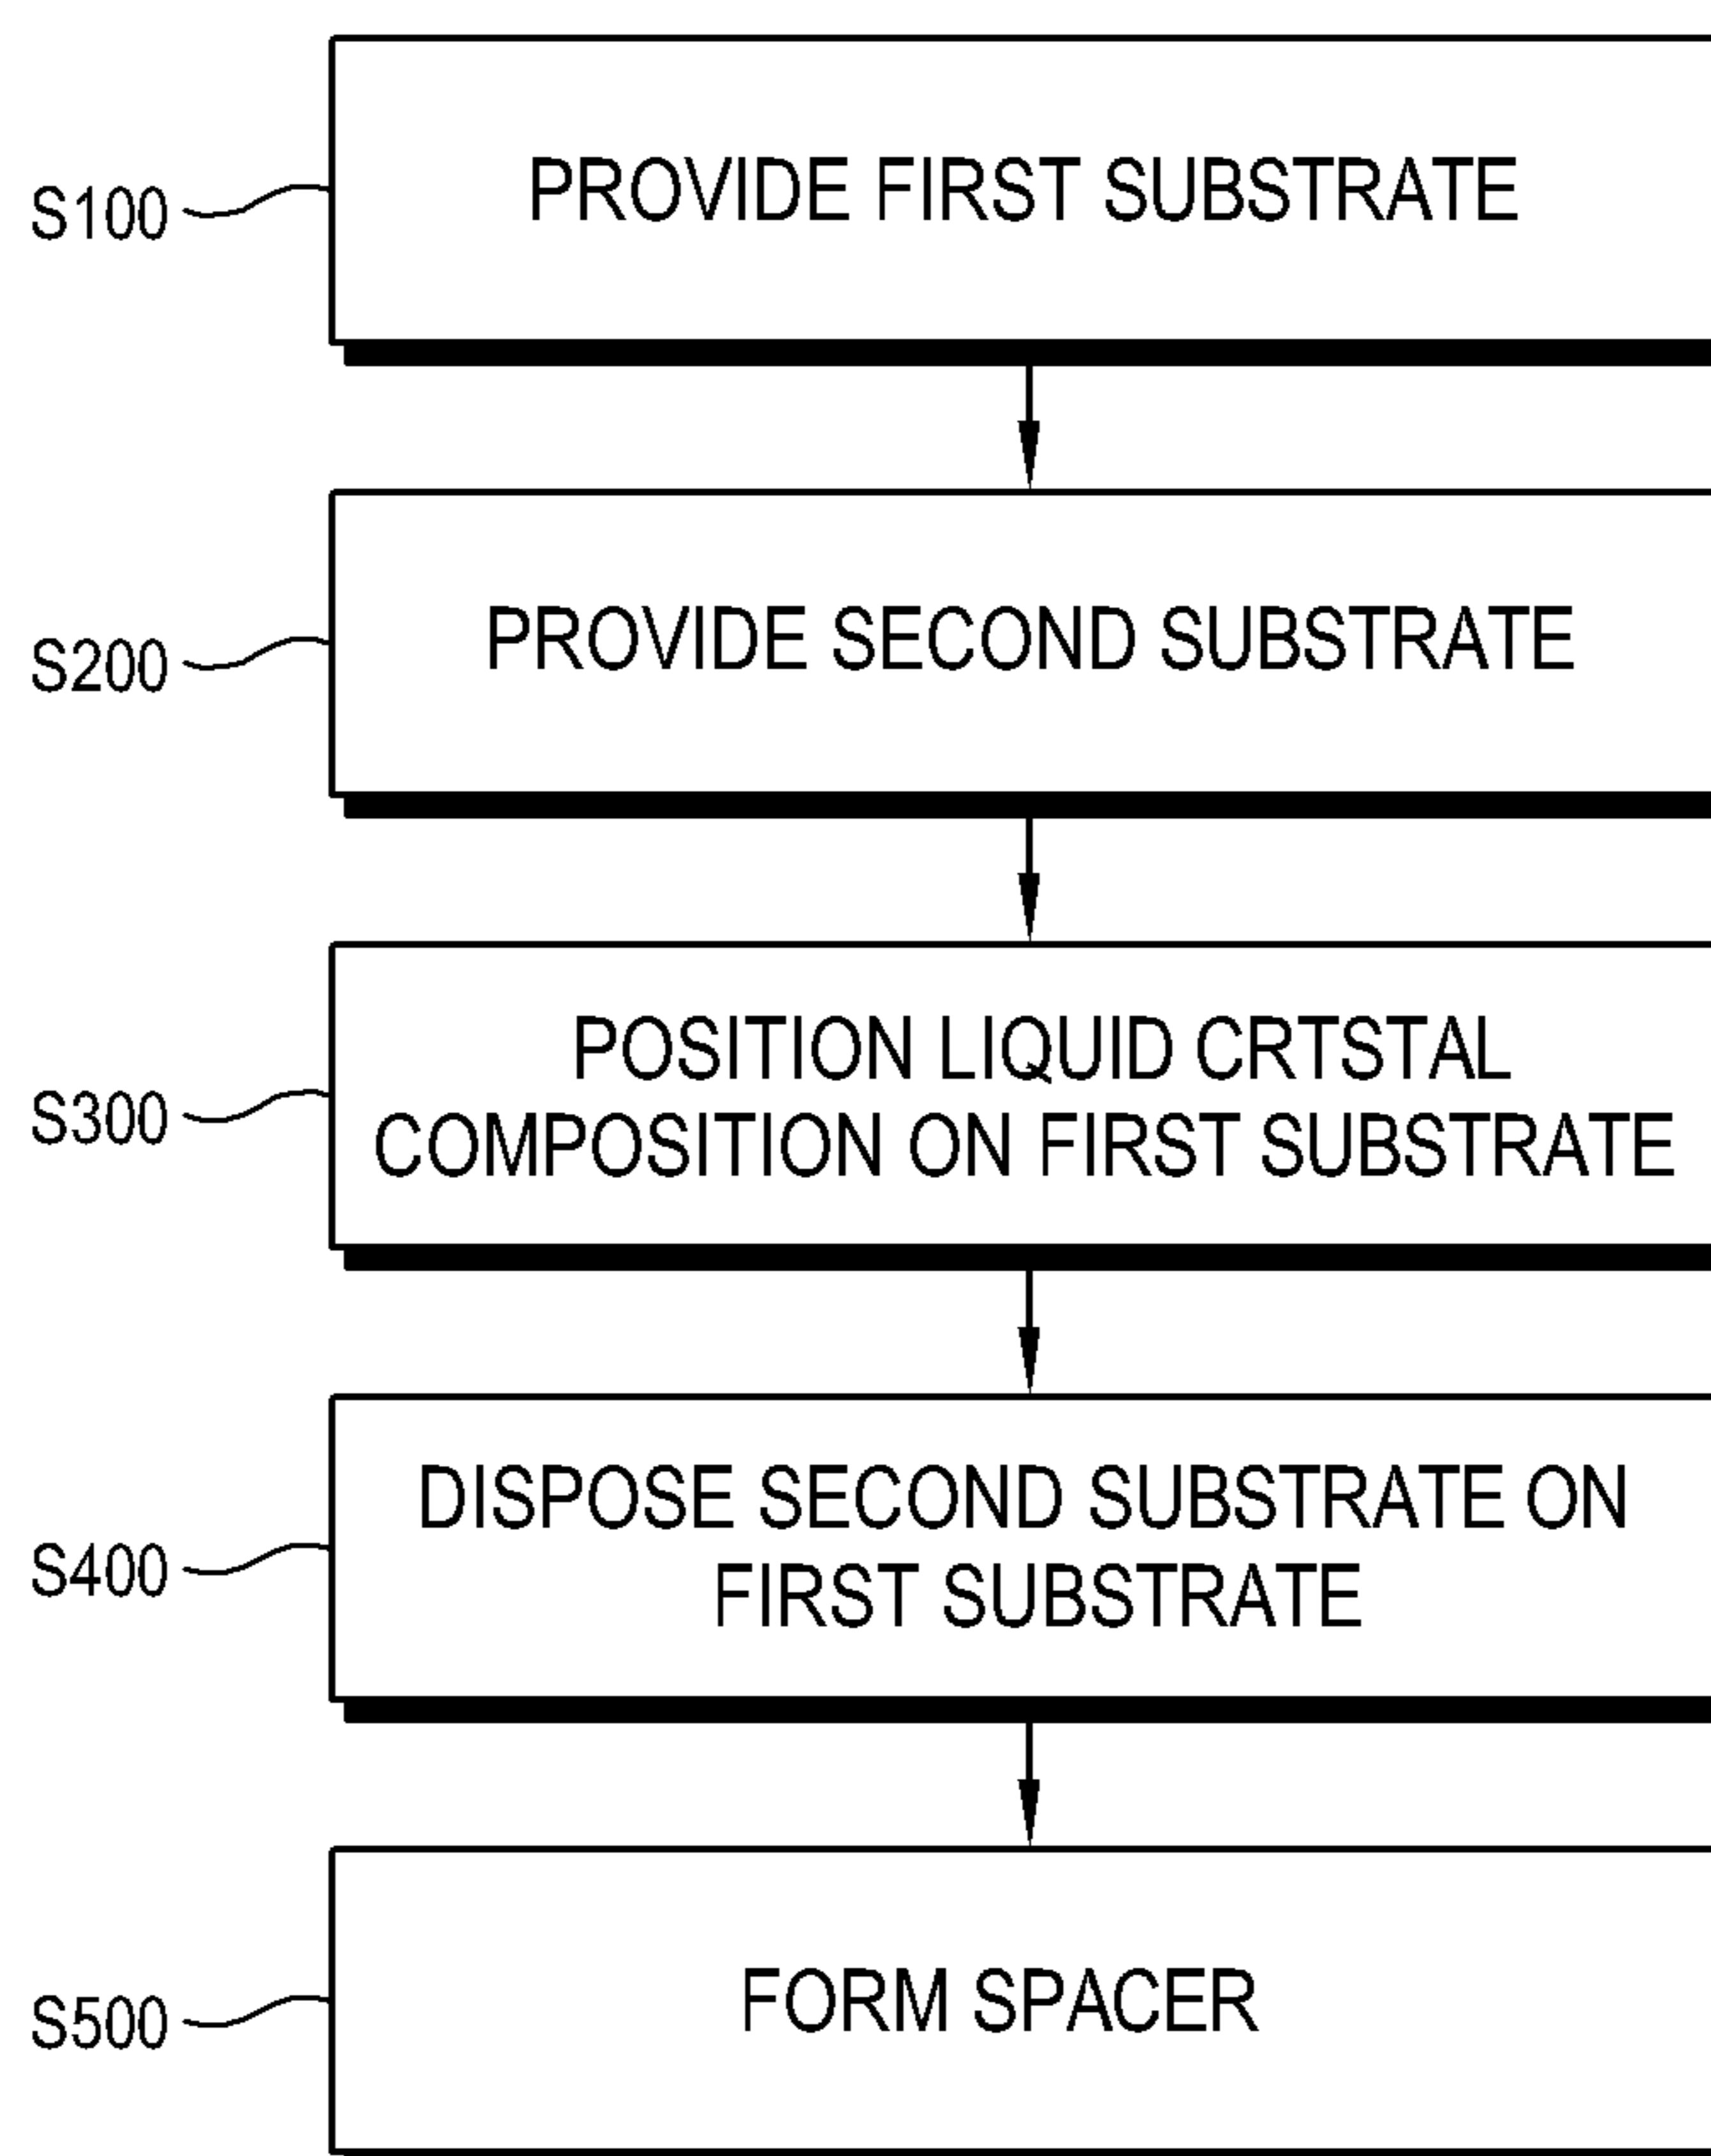 S100
PROVIDE FIRST SUBSTRATE
S200
PROVIDE SECOND SUBSTRATE
S300
POSITION LIQUID CRTSTAL
COMPOSITION ON FIRST SUBSTRATE
S400
DISPOSE SECOND SUBSTRATE ON
FIRST SUBSTRATE
S500
FORM SPACER